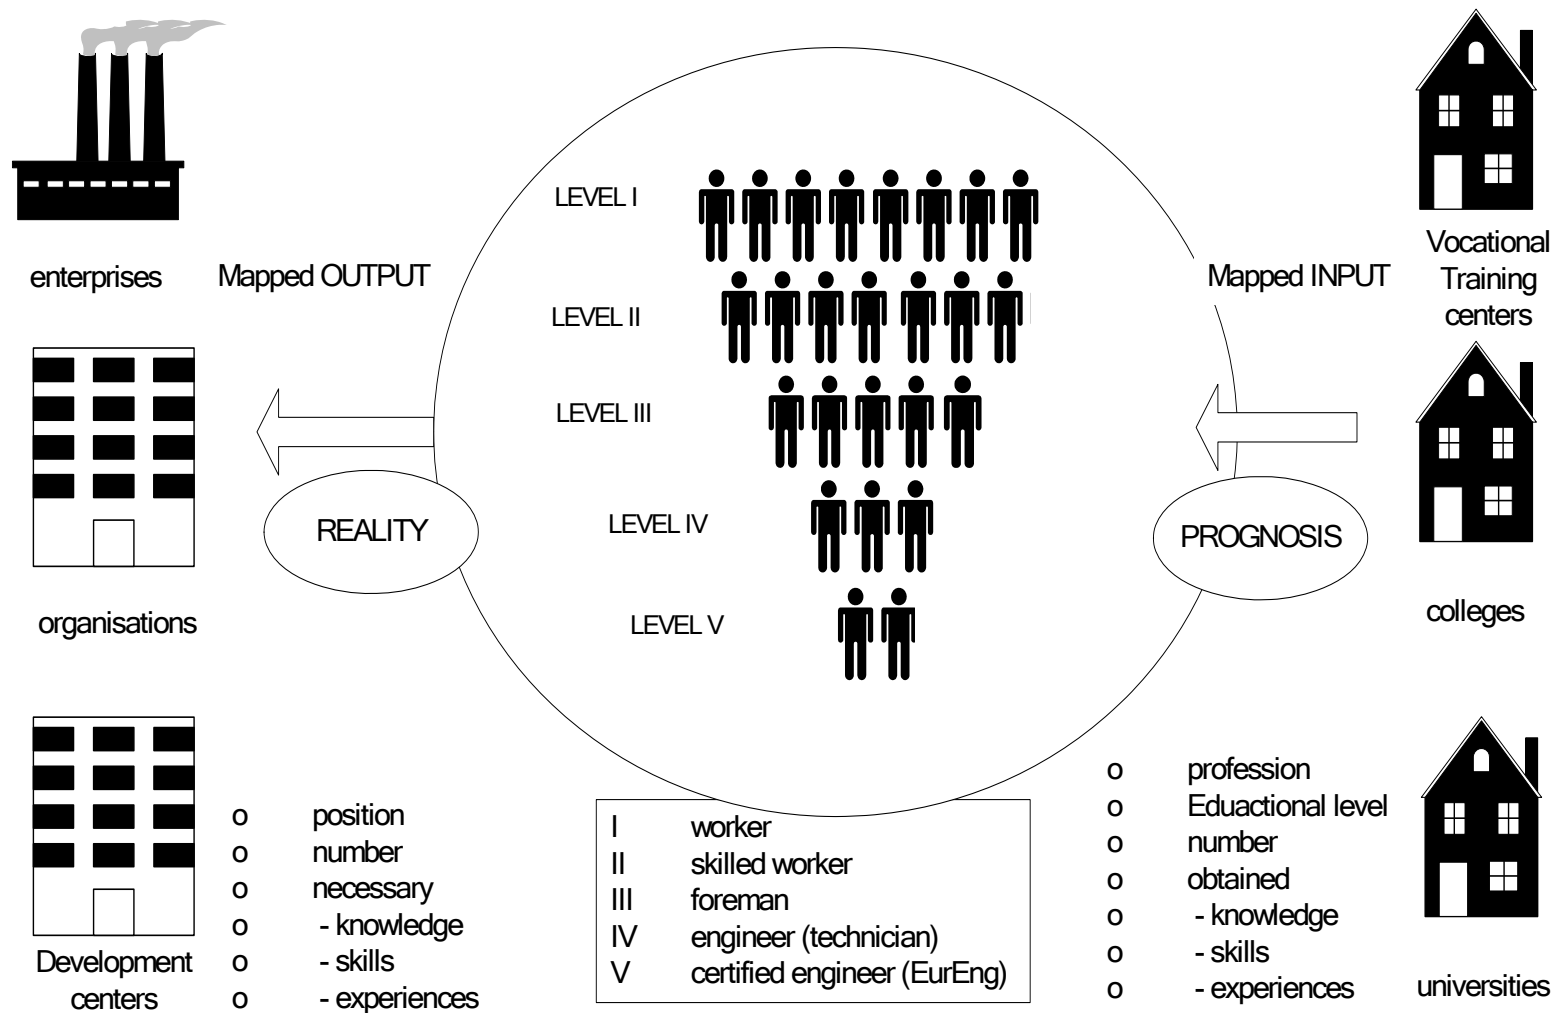 enterprises
Mapped OUTPUT
organisations
REALITY
Development
centers
o position
o number
o necessary
o - knowledge
o - skills
o - experiences
LEVEL I
LEVEL II
LEVEL III
LEVEL IV
LEVEL V
I worker
II skilled worker
III foreman
IV engineer (technician)
V certified engineer (EurEng)
Mapped INPUT
PROGNOSIS
o profession
o Eduactional level
o number
o obtained
o - knowledge
o - skills
o - experiences
Vocational
Training
centers
colleges
universities